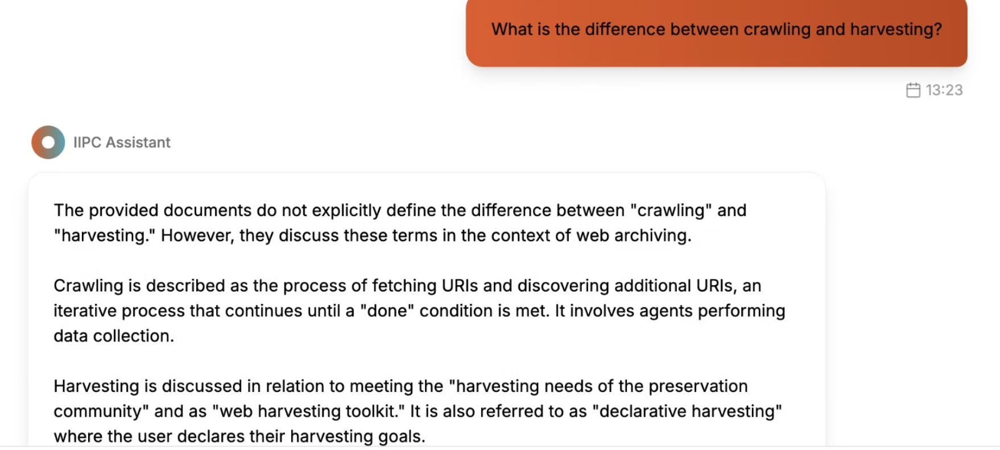 What is the difference between crawling and harvesting?
13:23
IIPC Assistant
The provided documents do not explicitly define the difference between "crawling" and
"harvesting." However, they discuss these terms in the context of web archiving.
Crawling is described as the process of fetching URIs and discovering additional URIs, an
iterative process that continues until a "done" condition is met. It involves agents performing
data collection.
Harvesting is discussed in relation to meeting the "harvesting needs of the preservation
community" and as "web harvesting toolkit." It is also referred to as "declarative harvesting"
where the user declares their harvesting goals.